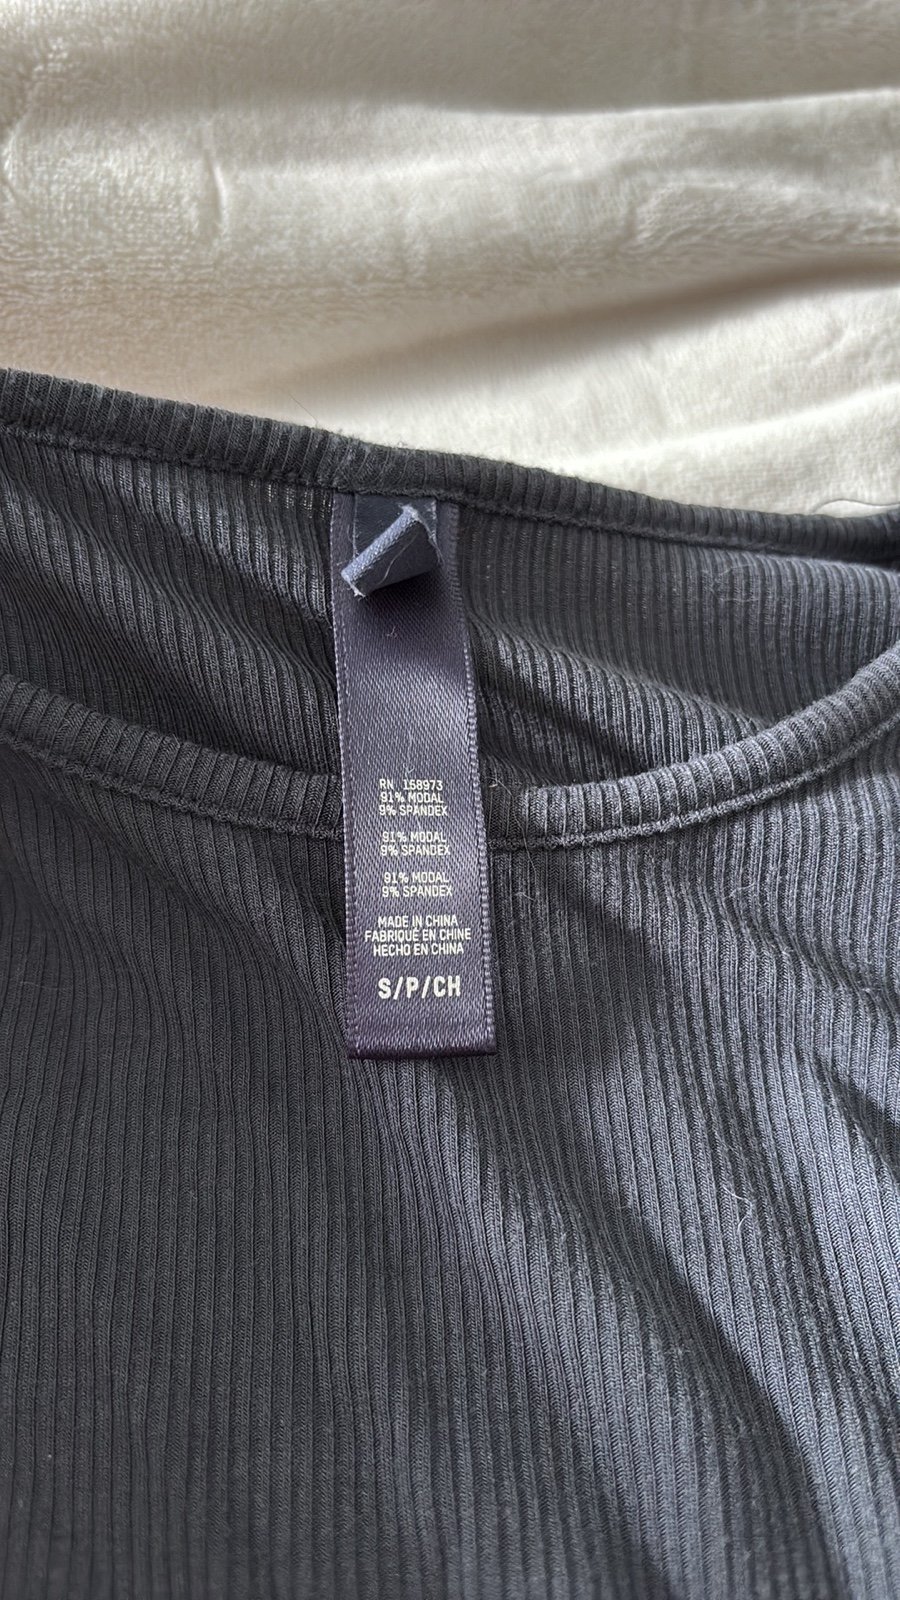 RN 158973
91% MODAL
9% SPANDEX
91% MODAL
9% SPANDEX
91% MODAL
9% SPANDEX
MADE IN CHINA
FABRIQUÉ EN CHINE
HECHO EN CHINA
S/P/CH